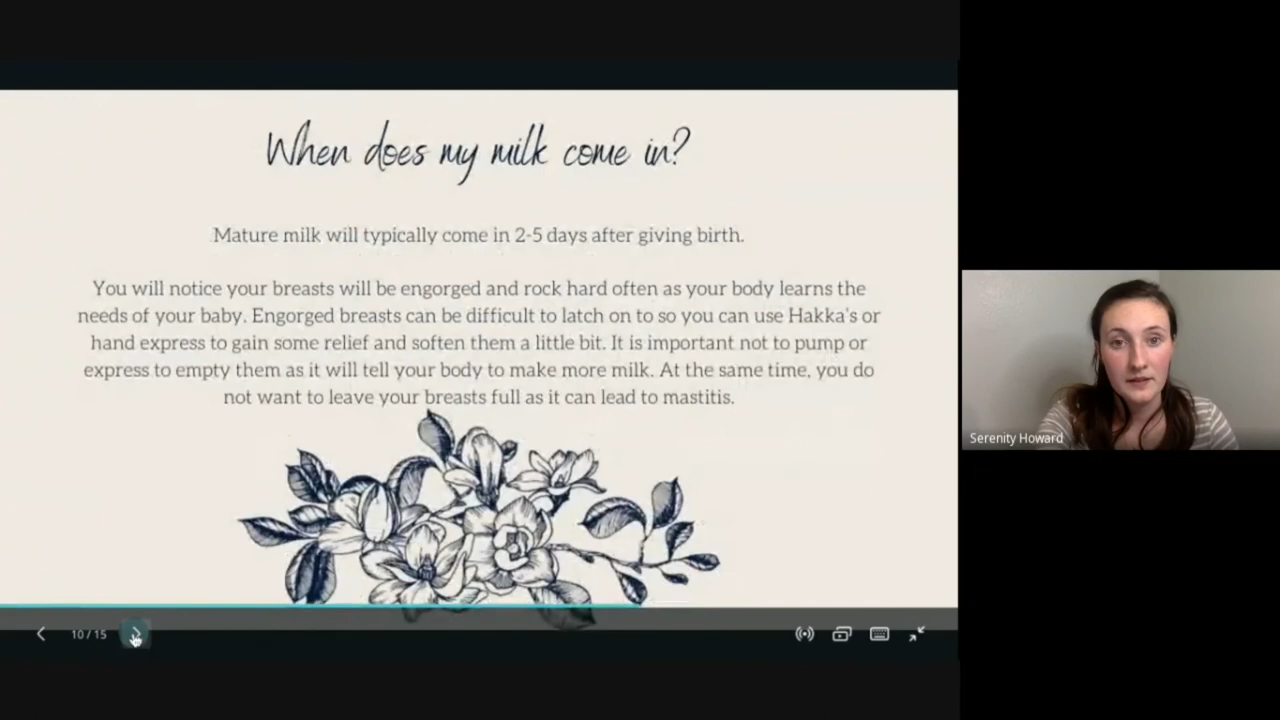 When does my milk come in?
Mature milk will typically come in 2-5 days after giving birth.
You will notice your breasts will be engorged and rock hard often as your body learns the
needs of your baby. Engorged breasts can be difficult to latch on to so you can use Hakka's or
hand express to gain some relief and soften them a little bit. It is important not to pump or
express to empty them as it will tell your body to make more milk. At the same time, you do
not want to leave your breasts full as it can lead to mastitis.
10 / 15
Serenity Howard